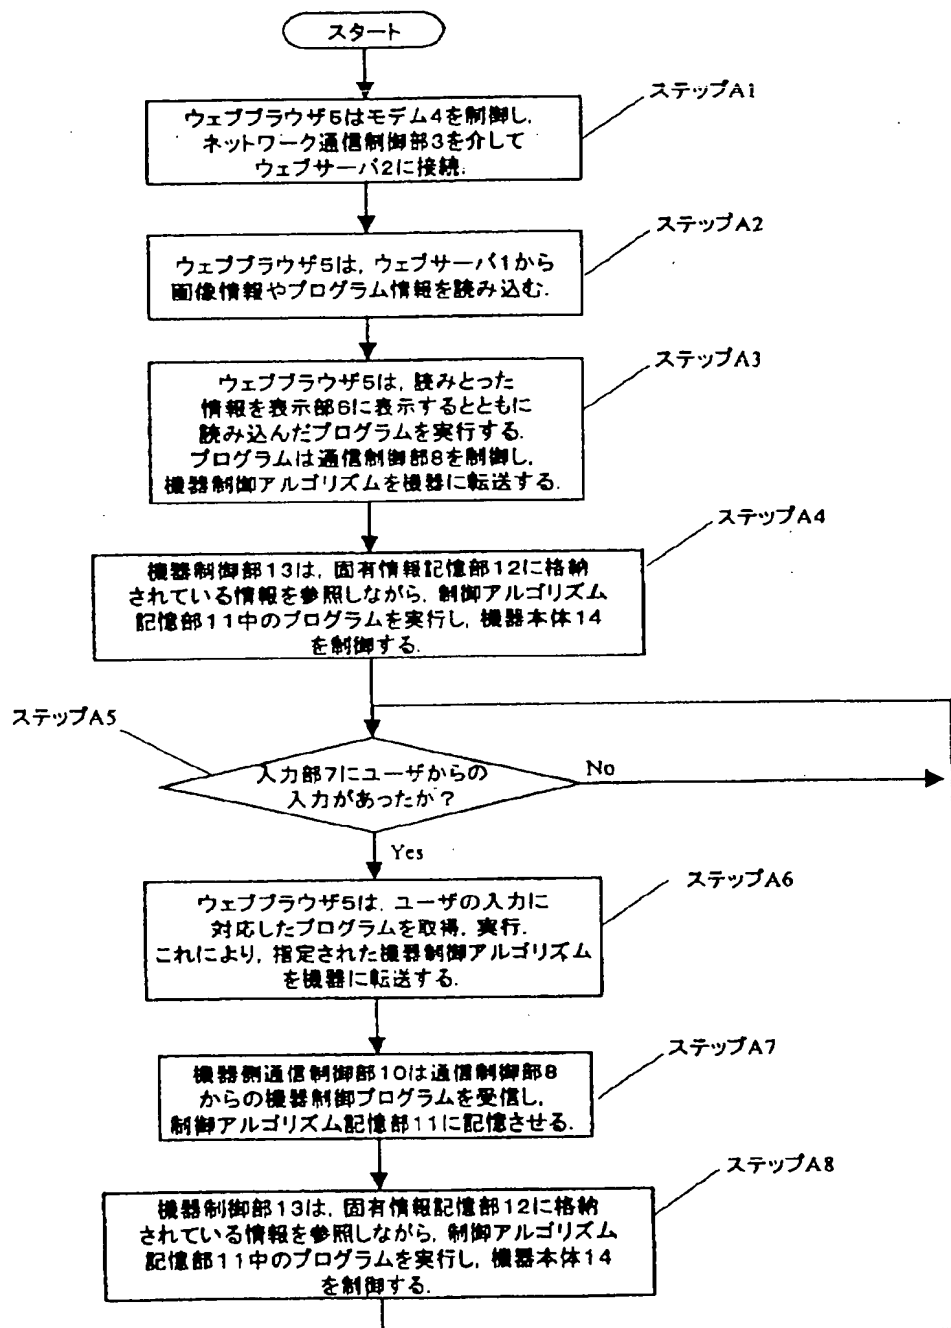 スタート
ステップA1
ウェブブラウザ5はモデム4を制御し,
ネットワーク通信制御部3を介して
ウェブサーバ2に接続.
ステップA2
ウェブブラウザ5は, ウェブサーバ1から
画像情報やプログラム情報を読み込む.
ステップA3
ウェブブラウザ5は, 読みとった
情報を表示部6に表示するとともに
読み込んだプログラムを実行する.
プログラムは通信制御部8を制御し,
機器制御アルゴリズムを機器に転送する.
ステップA4
機器制御部13は, 固有情報記憶部12に格納
されている情報を参照しながら, 制御アルゴリズム
記憶部11中のプログラムを実行し, 機器本体14
を制御する.
ステップA5
入力部7にユーザからの
入力があったか?
No
Yes
ステップA6
ウェブブラウザ5は, ユーザの入力に
対応したプログラムを取得, 実行.
これにより, 指定された機器制御アルゴリズム
を機器に転送する.
ステップA7
機器側通信制御部10は通信制御部8
からの機器制御プログラムを受信し,
制御アルゴリズム記憶部11に記憶させる.
ステップA8
機器制御部13は, 固有情報記憶部12に格納
されている情報を参照しながら, 制御アルゴリズム
記憶部11中のプログラムを実行し, 機器本体14
を制御する.